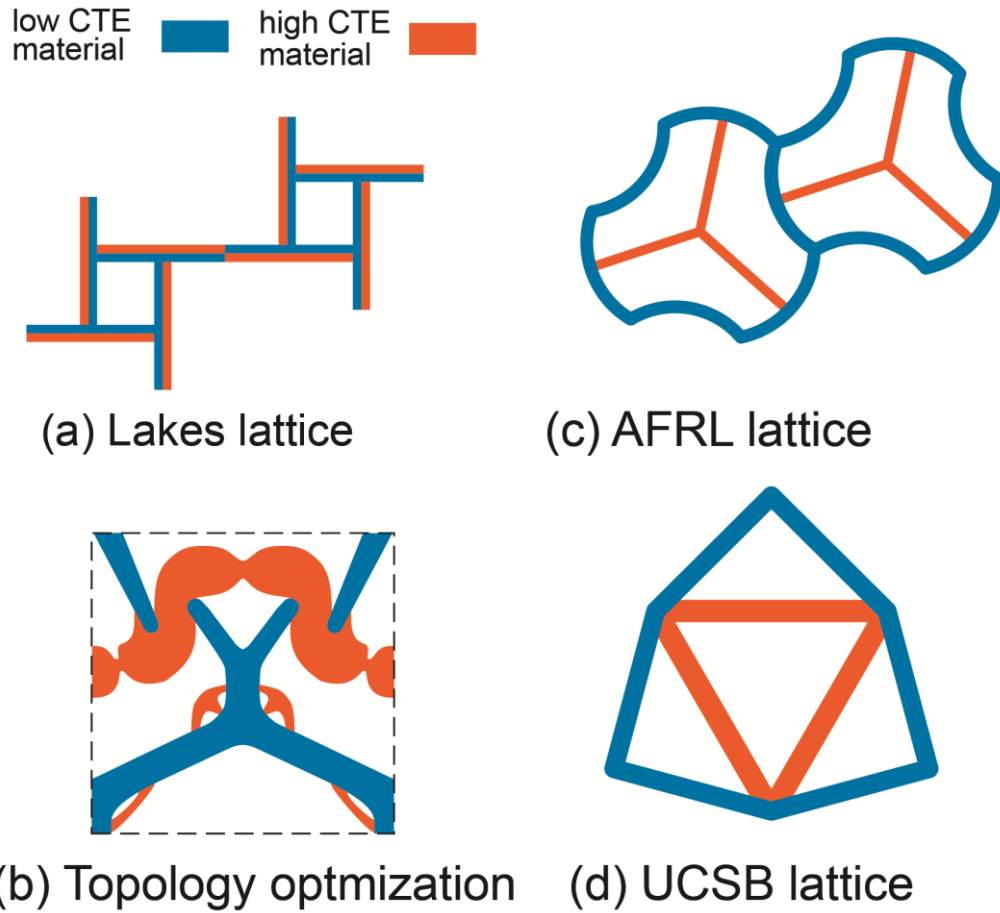 low CTE
material
high CTE
material
(a) Lakes lattice
(c) AFRL lattice
(b) Topology optmization
(d) UCSB lattice